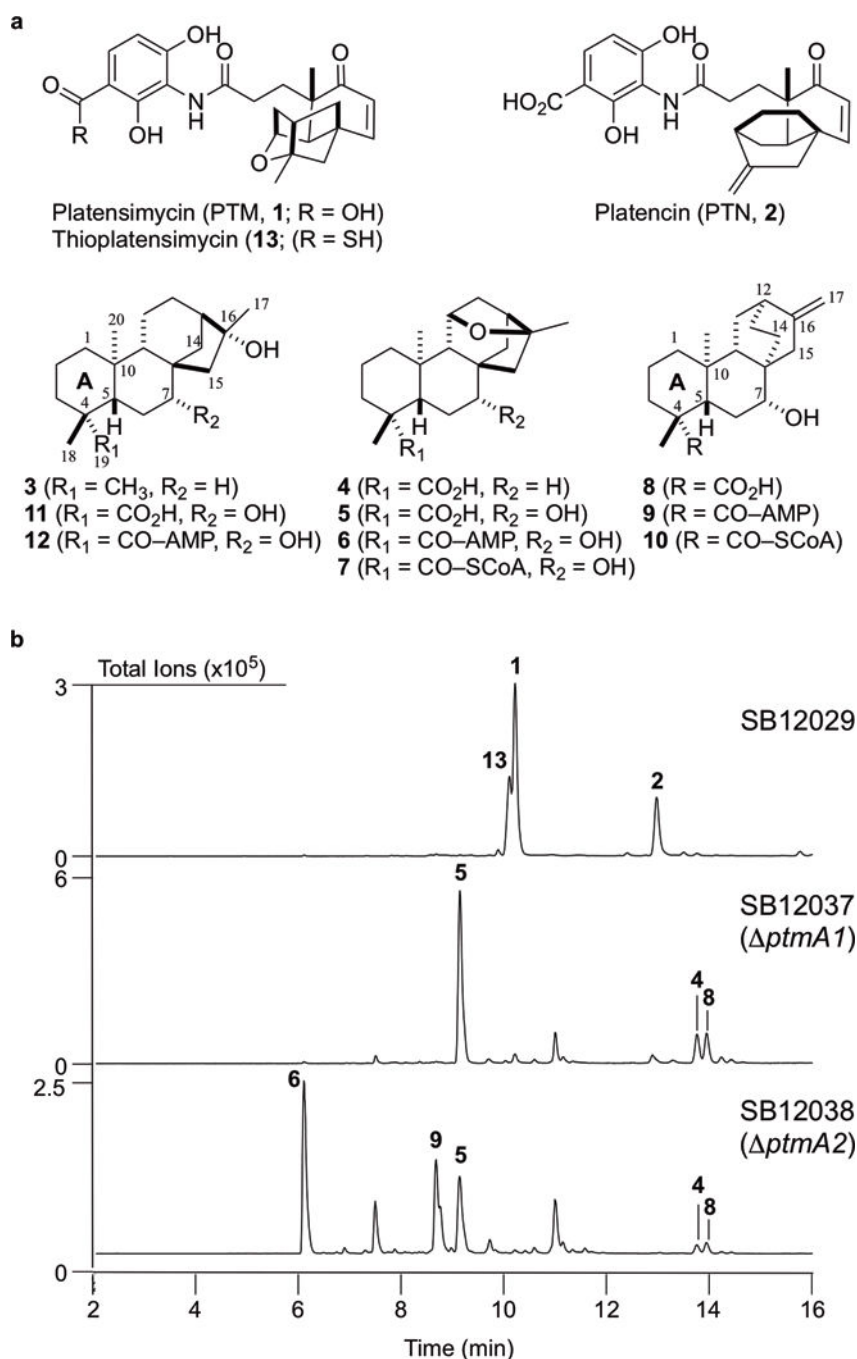 a
OH
O
O
O
R
OH
NH
O
OH
O
O
HO₂C
OH
NH
Platensimycin (PTM, 1; R = OH)
Thioplatensimycin (13; (R = SH)
Platencin (PTN, 2)
1
20
A
10
4
5
H
7
14
15
16
17
OH
R₂
18
19
R₁
3 (R₁ = CH₃, R₂ = H)
11 (R₁ = CO₂H, R₂ = OH)
12 (R₁ = CO–AMP, R₂ = OH)
O
H
R₁
R₂
4 (R₁ = CO₂H, R₂ = H)
5 (R₁ = CO₂H, R₂ = OH)
6 (R₁ = CO–AMP, R₂ = OH)
7 (R₁ = CO–SCoA, R₂ = OH)
12
17
16
14
15
1
A
10
4
5
H
7
OH
R
8 (R = CO₂H)
9 (R = CO–AMP)
10 (R = CO–SCoA)
b
Total Ions (x10⁵)
3
0
13
1
2
SB12029
6
0
5
4
8
SB12037
(ΔptmA1)
2.5
0
6
9
5
4
8
SB12038
(ΔptmA2)
2 4 6 8 10 12 14 16
Time (min)